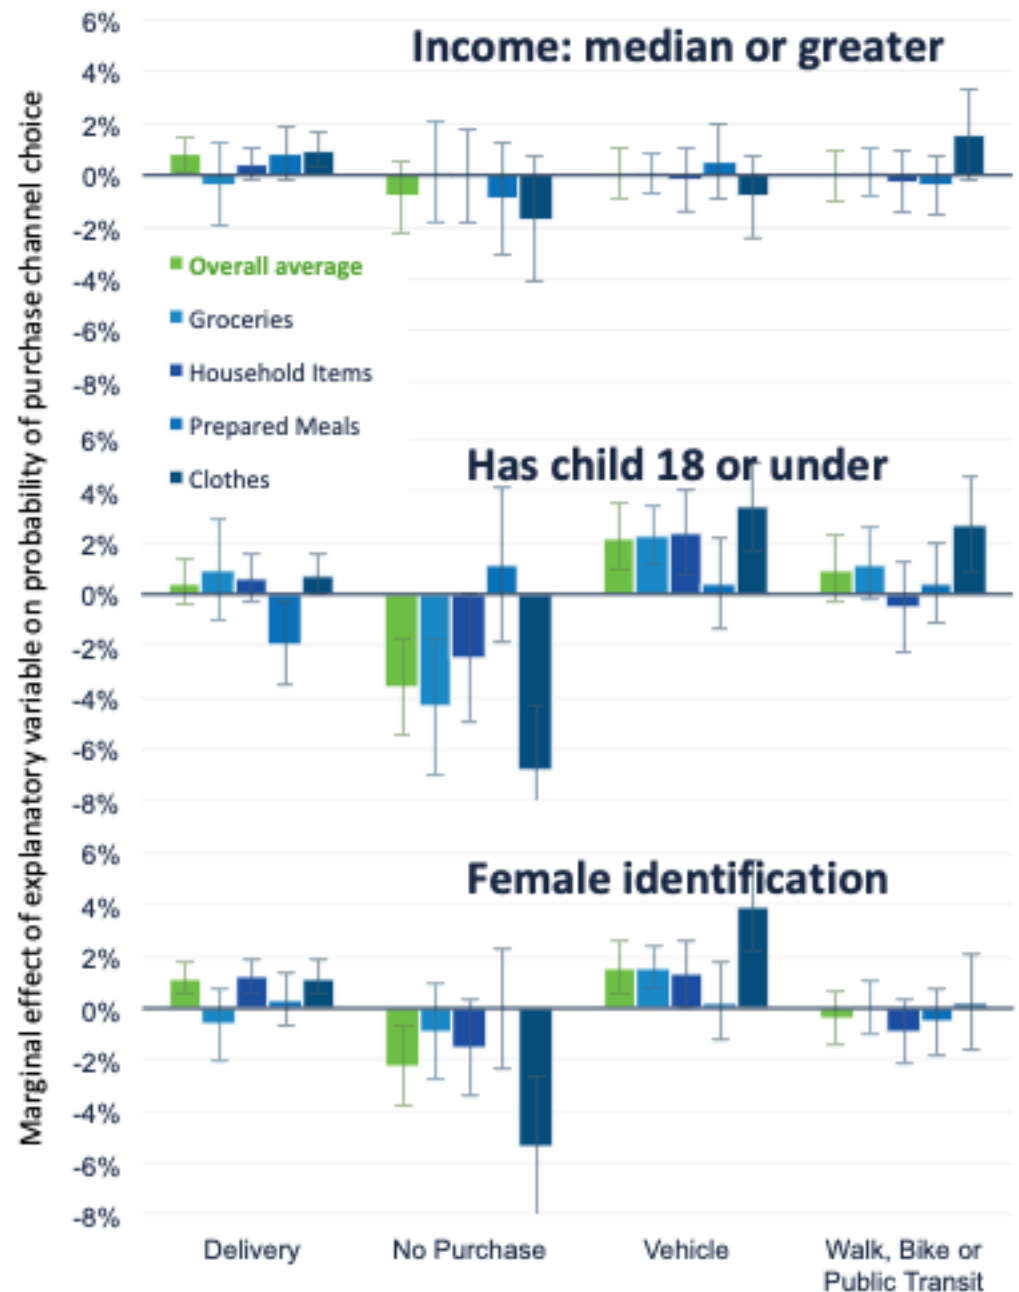 Marginal effect of explanatory variable on probability of purchase channel choice
6%
Income: median or greater
4%
2%
0%
-2%
Overall average
-4%
Groceries
-6%
Household Items
-8%
Prepared Meals
6%
Has child 18 or under
Clothes
4%
2%
0%
-2%
-4%
-6%
-8%
6%
Female identification
4%
2%
0%
-2%
-4%
-6%
-8%
Delivery
No Purchase
Vehicle
Walk, Bike or
Public Transit